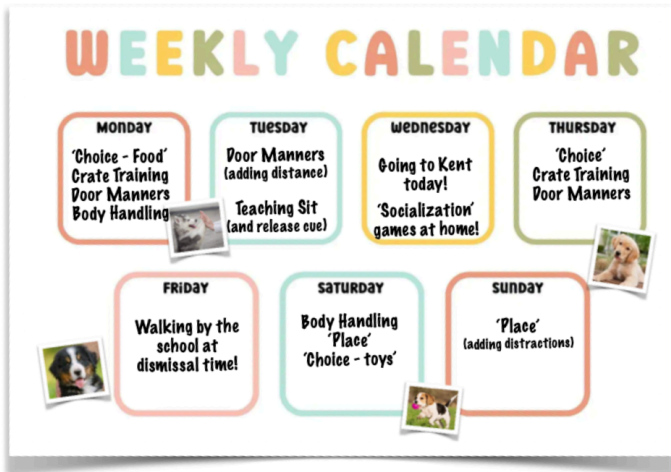 WEEKLY CALENDAR
MONDAY
'Choice - Food'
Crate Training
Door Manners
Body Handling
TUESDAY
Door Manners
(adding distance)
Teaching Sit
(and release cue)
WEDNESDAY
Going to Kent
today!
'Socialization'
games at home!
THURSDAY
'Choice'
Crate Training
Door Manners
FRIDAY
Walking by the
school at
dismissal time!
SATURDAY
Body Handling
'Place'
'Choice - toys'
SUNDAY
'Place'
(adding distractions)